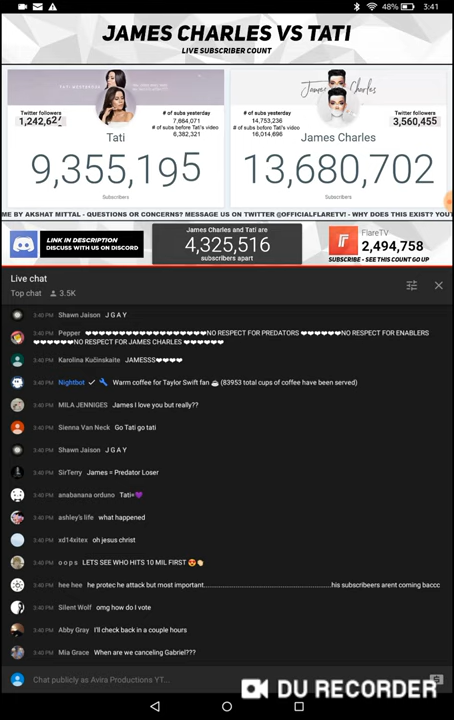 48% 3:41
JAMES CHARLES VS TATI
LIVE SUBSCRIBER COUNT
Twitter followers
# of subs yesterday
7,664,071
# of subs before Tati's video
6,382,321
Tati
9,355,195
Subscribers
James Charles
# of subs yesterday
14,753,236
# of subs before Tati's video
16,014,696
Twitter followers
3,560,455
James Charles
13,680,702
Subscribers
ME BY AKSHAT MITTAL - QUESTIONS OR CONCERNS? MESSAGE US ON TWITTER @OFFICIALFLARETV! - WHY DOES THIS EXIST? YOUT
LINK IN DESCRIPTION
DISCUSS WITH US ON DISCORD
James Charles and Tati are
4,325,516
subscribers apart
FlareTV
2,494,758
SUBSCRIBE - SEE THIS COUNT GO UP
Live chat
Top chat 3.5K
3:40 PM Shawn Jaison J G A Y
3:40 PM Pepper ❤❤❤❤❤❤❤❤❤❤❤❤❤❤❤❤❤❤❤❤NO RESPECT FOR PREDATORS ❤❤❤❤❤❤NO RESPECT FOR ENABLERS
❤❤❤❤❤❤NO RESPECT FOR JAMES CHARLES ❤❤❤❤❤❤
3:40 PM Karolina Kučinskaite JAMESSS❤❤❤❤
3:40 PM Nightbot Warm coffee for Taylor Swift fan ☕ (83953 total cups of coffee have been served)
3:40 PM MILA JENNIGES James I love you but really??
3:40 PM Sienna Van Neck Go Tati go tati
3:40 PM Shawn Jaison J G A Y
3:40 PM SirTerry James = Predator Loser
3:40 PM anabanana orduno Tati=💜
3:40 PM ashley's life what happened
3:40 PM xd14xitex oh jesus christ
3:40 PM o o p s LETS SEE WHO HITS 10 MIL FIRST 😍👏🏻
3:40 PM hee hee he protec he attack but most important................................................................his subscribeers arent coming baccc
3:40 PM Silent Wolf omg how do I vote
3:40 PM Abby Gray I'll check back in a couple hours
3:40 PM Mia Grace When are we canceling Gabriel???
Chat publicly as Avira Productions YT...
DU RECORDER